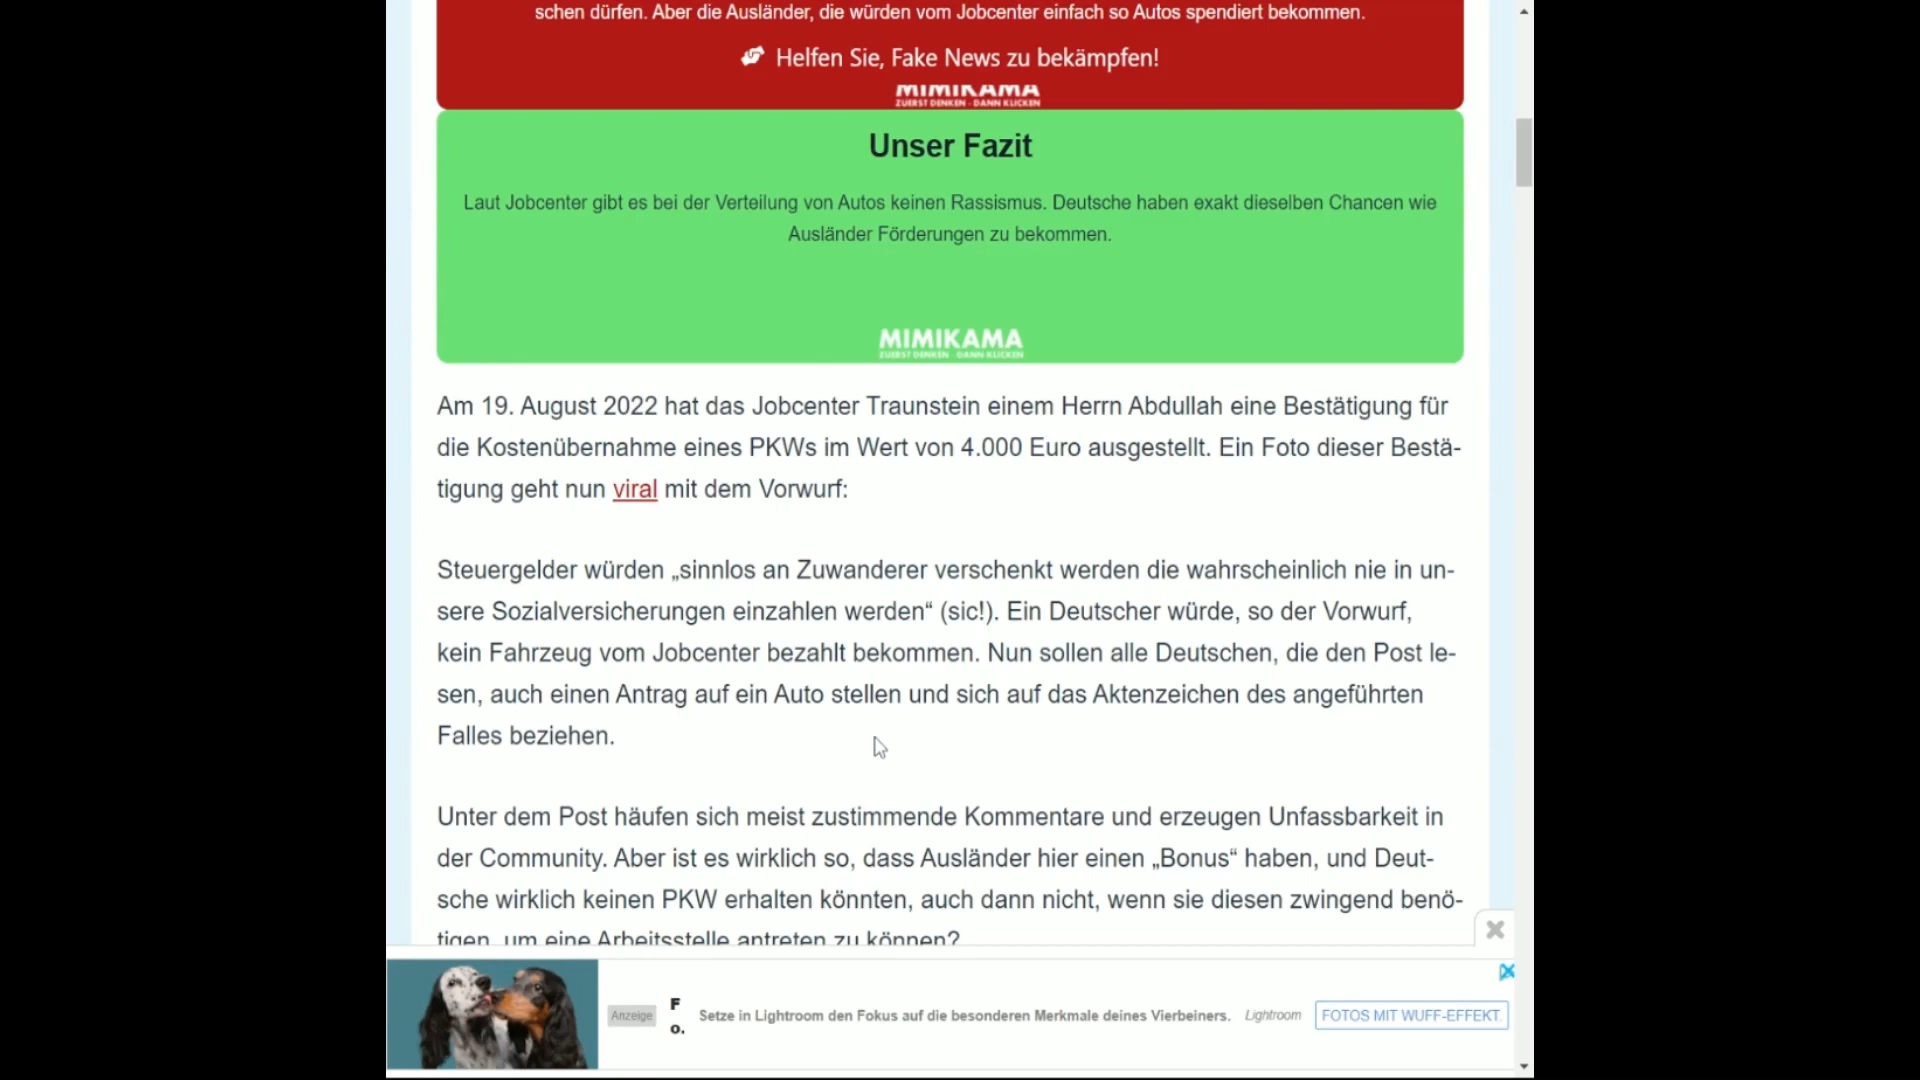 schen dürfen. Aber die Ausländer, die würden vom Jobcenter einfach so Autos spendiert bekommen.
Helfen Sie, Fake News zu bekämpfen!
MIMIKAMA
ZUERST DENKEN - DANN KLICKEN
Unser Fazit
Laut Jobcenter gibt es bei der Verteilung von Autos keinen Rassismus. Deutsche haben exakt dieselben Chancen wie
Ausländer Förderungen zu bekommen.
MIMIKAMA
ZUERST DENKEN - DANN KLICKEN
Am 19. August 2022 hat das Jobcenter Traunstein einem Herrn Abdullah eine Bestätigung für
die Kostenübernahme eines PKWs im Wert von 4.000 Euro ausgestellt. Ein Foto dieser Bestä-
tigung geht nun viral mit dem Vorwurf:
Steuergelder würden „sinnlos an Zuwanderer verschenkt werden die wahrscheinlich nie in un-
sere Sozialversicherungen einzahlen werden“ (sic!). Ein Deutscher würde, so der Vorwurf,
kein Fahrzeug vom Jobcenter bezahlt bekommen. Nun sollen alle Deutschen, die den Post le-
sen, auch einen Antrag auf ein Auto stellen und sich auf das Aktenzeichen des angeführten
Falles beziehen.
Unter dem Post häufen sich meist zustimmende Kommentare und erzeugen Unfassbarkeit in
der Community. Aber ist es wirklich so, dass Ausländer hier einen „Bonus“ haben, und Deut-
sche wirklich keinen PKW erhalten könnten, auch dann nicht, wenn sie diesen zwingend benö-
tigen, um eine Arbeitsstelle antreten zu können?
Anzeige
F
o.
Setze in Lightroom den Fokus auf die besonderen Merkmale deines Vierbeiners.
Lightroom
FOTOS MIT WUFF-EFFEKT.